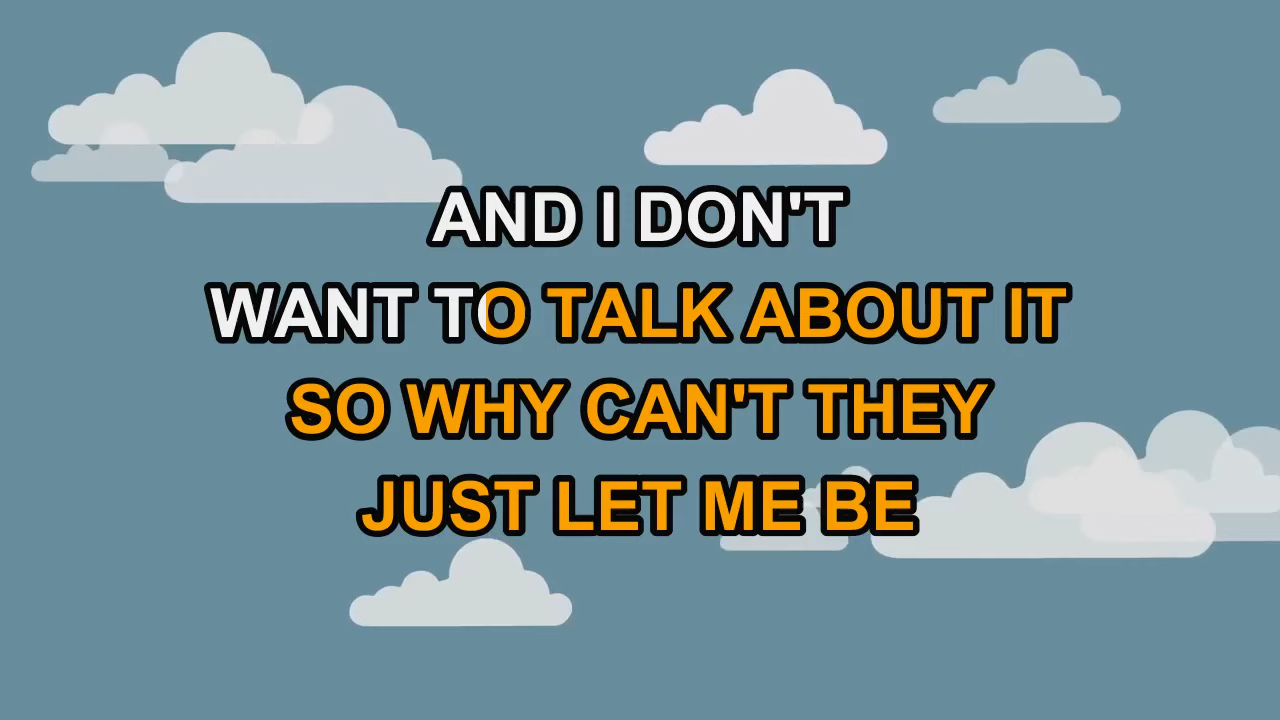 AND I DON'T
WANT TO TALK ABOUT IT
SO WHY CAN'T THEY
JUST LET ME BE